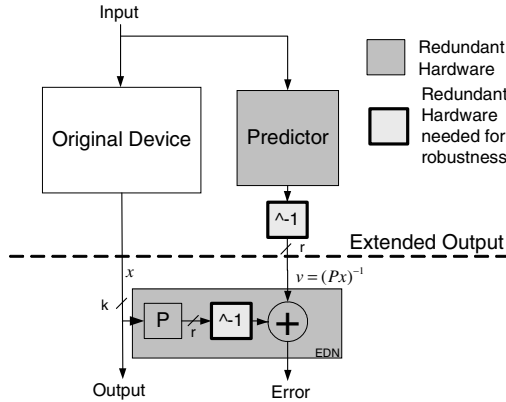 Input
Original Device
Predictor
Redundant
Hardware
Redundant
Hardware
needed for
robustness
^-1
r
Extended Output
x
v = (Px)^{-1}
k
P
r
^-1
+
EDN
Output
Error